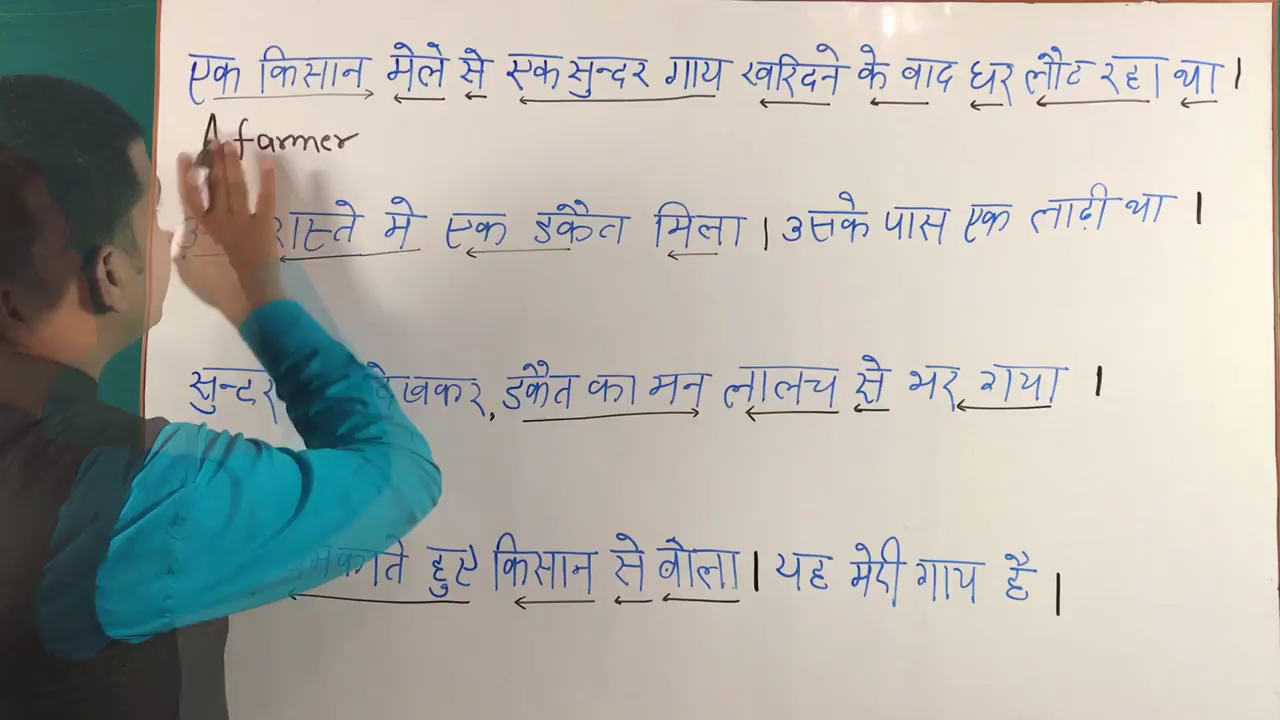 एक किसान मेले से एक सुन्दर गाय खरिदने के वाद घर लौट रहा था।
A farmer
रास्ते मे एक डकैत मिला। उसके पास एक लाढ़ी था।
सुन्दर देखकर, डकैत का मन लालच से भर गया।
हुए किसान से वोला। यह मेरी गाय है।